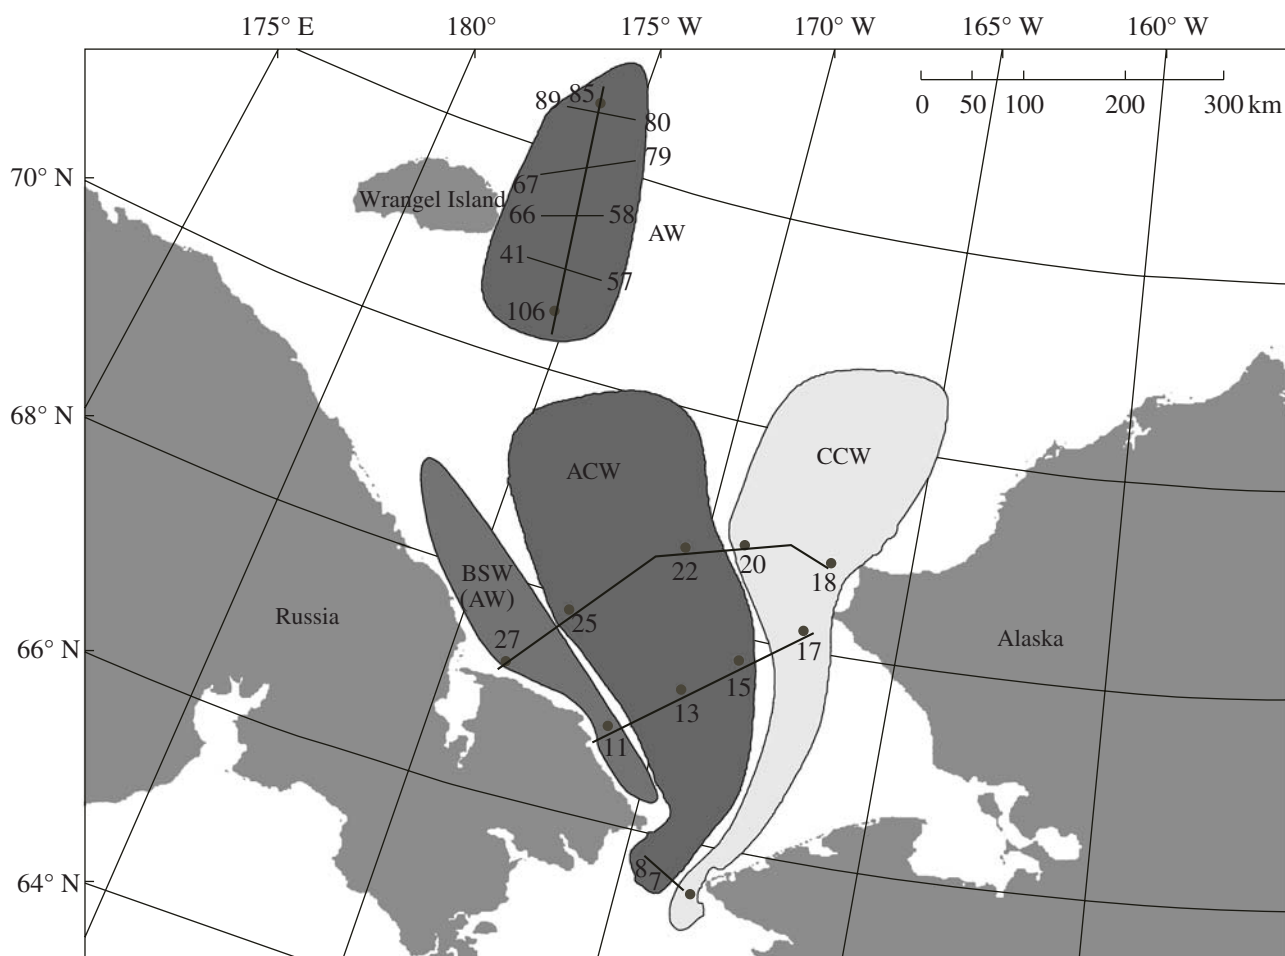 175° E 180° 175° W 170° W 165° W 160° W
0 50 100 200 300 km
89 85
80
79
70° N
67
Wrangel Island
66 58
AW
41
57
106
68° N
ACW CCW
22 20
BSW
(AW)
18
Russia
25
27
17
Alaska
66° N
15
13
11
8
7
64° N